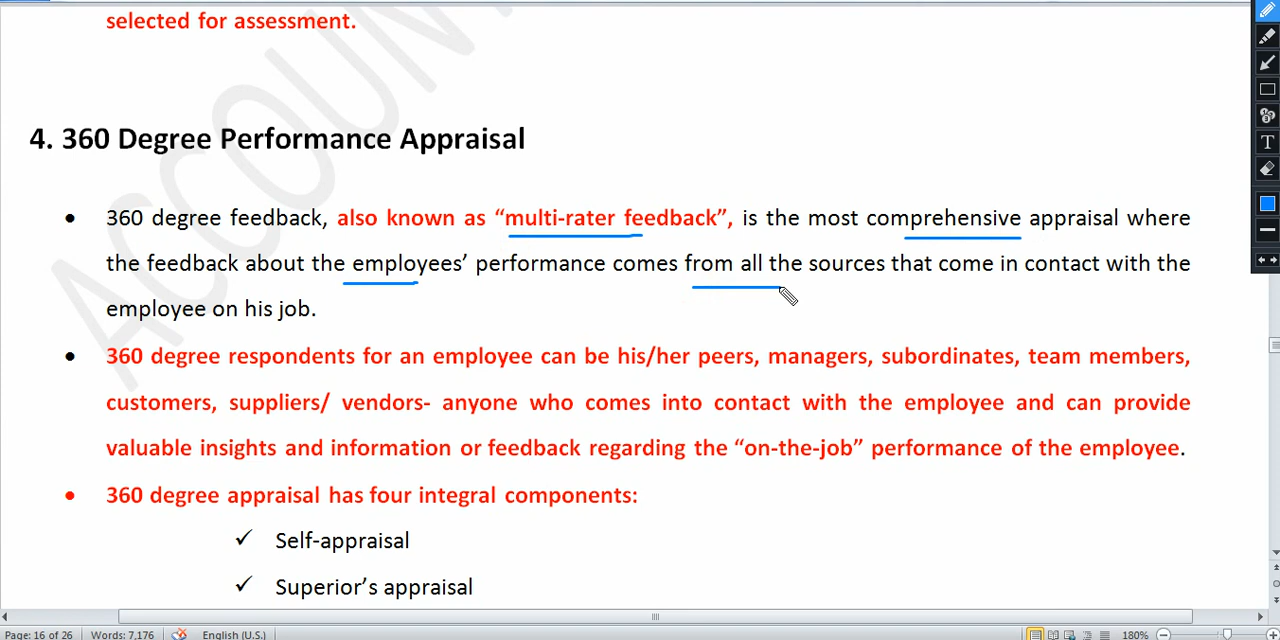 selected for assessment.
4. 360 Degree Performance Appraisal
• 360 degree feedback, also known as “multi-rater feedback”, is the most comprehensive appraisal where
the feedback about the employees’ performance comes from all the sources that come in contact with the
employee on his job.
• 360 degree respondents for an employee can be his/her peers, managers, subordinates, team members,
customers, suppliers/ vendors- anyone who comes into contact with the employee and can provide
valuable insights and information or feedback regarding the “on-the-job” performance of the employee.
• 360 degree appraisal has four integral components:
✓ Self-appraisal
✓ Superior’s appraisal
Page: 16 of 26 Words: 7,176 English (U.S.) 180%
T